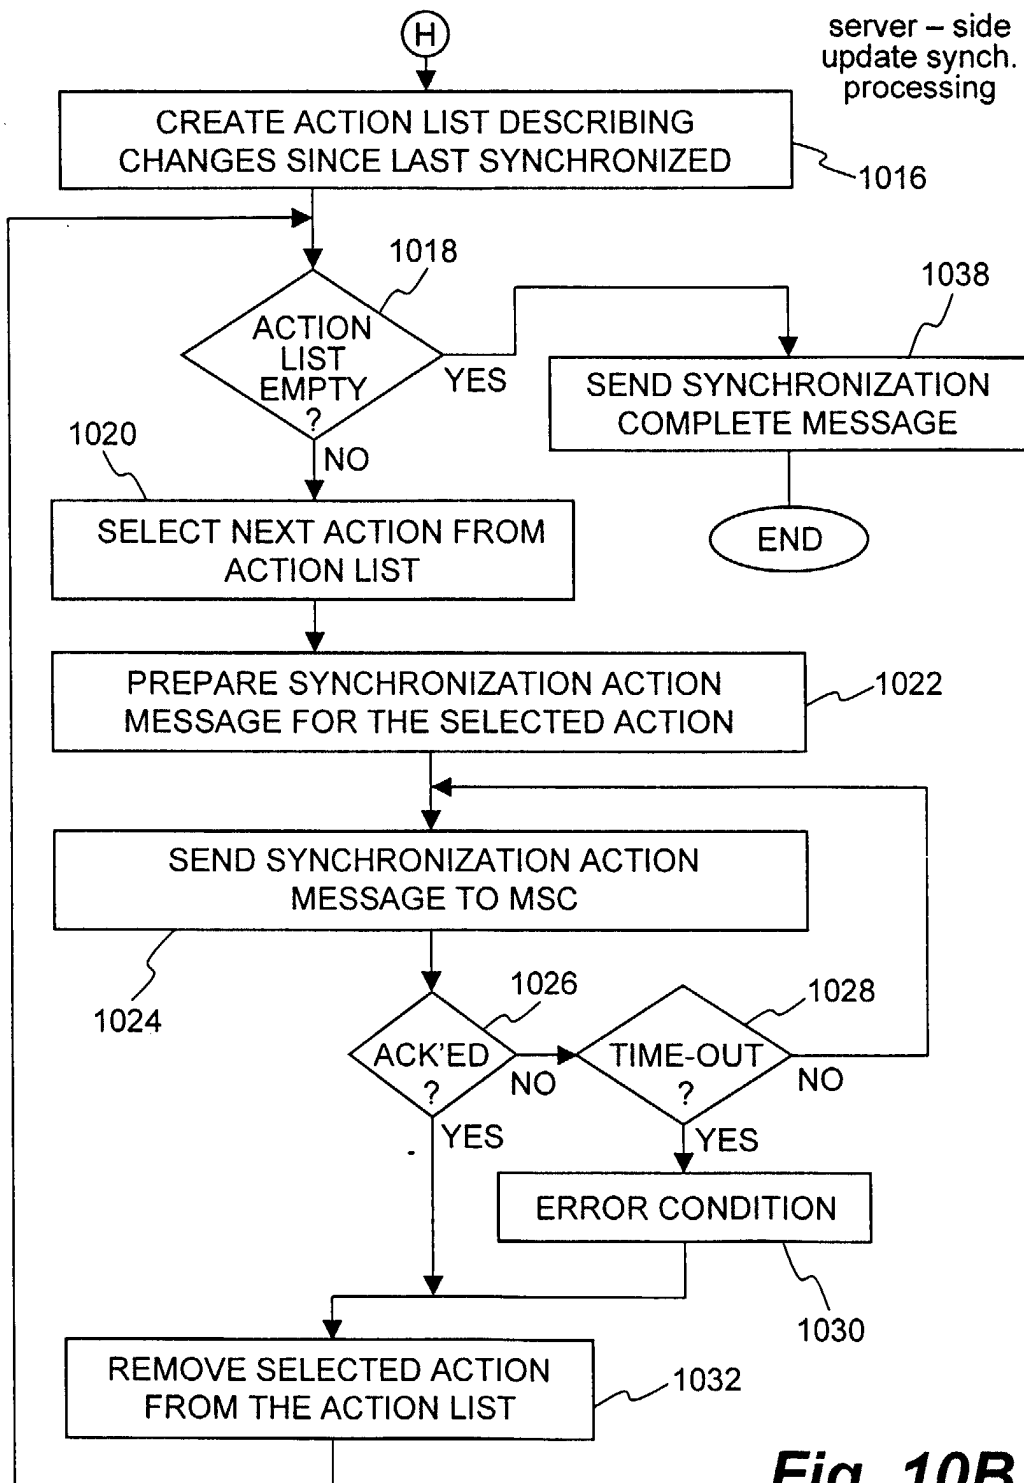 H
server – side
update synch.
processing
CREATE ACTION LIST DESCRIBING
CHANGES SINCE LAST SYNCHRONIZED
1016
1018
1038
ACTION
LIST
EMPTY
?
YES
SEND SYNCHRONIZATION
COMPLETE MESSAGE
1020
NO
SELECT NEXT ACTION FROM
ACTION LIST
END
PREPARE SYNCHRONIZATION ACTION
MESSAGE FOR THE SELECTED ACTION
1022
SEND SYNCHRONIZATION ACTION
MESSAGE TO MSC
1024
1026
1028
ACK'ED
?
NO
TIME-OUT
?
NO
YES
YES
ERROR CONDITION
1030
REMOVE SELECTED ACTION
FROM THE ACTION LIST
1032
Fig. 10B